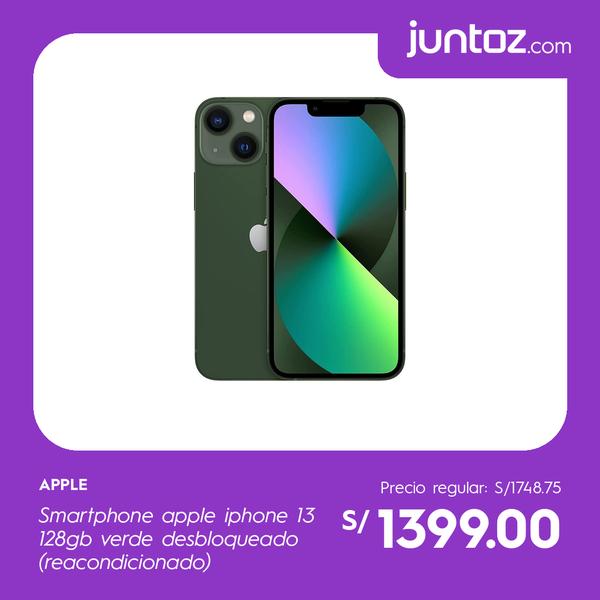 juntoz.com
APPLE
Smartphone apple iphone 13
128gb verde desbloqueado
(reacondicionado)
Precio regular: S/1748.75
S/1399.00